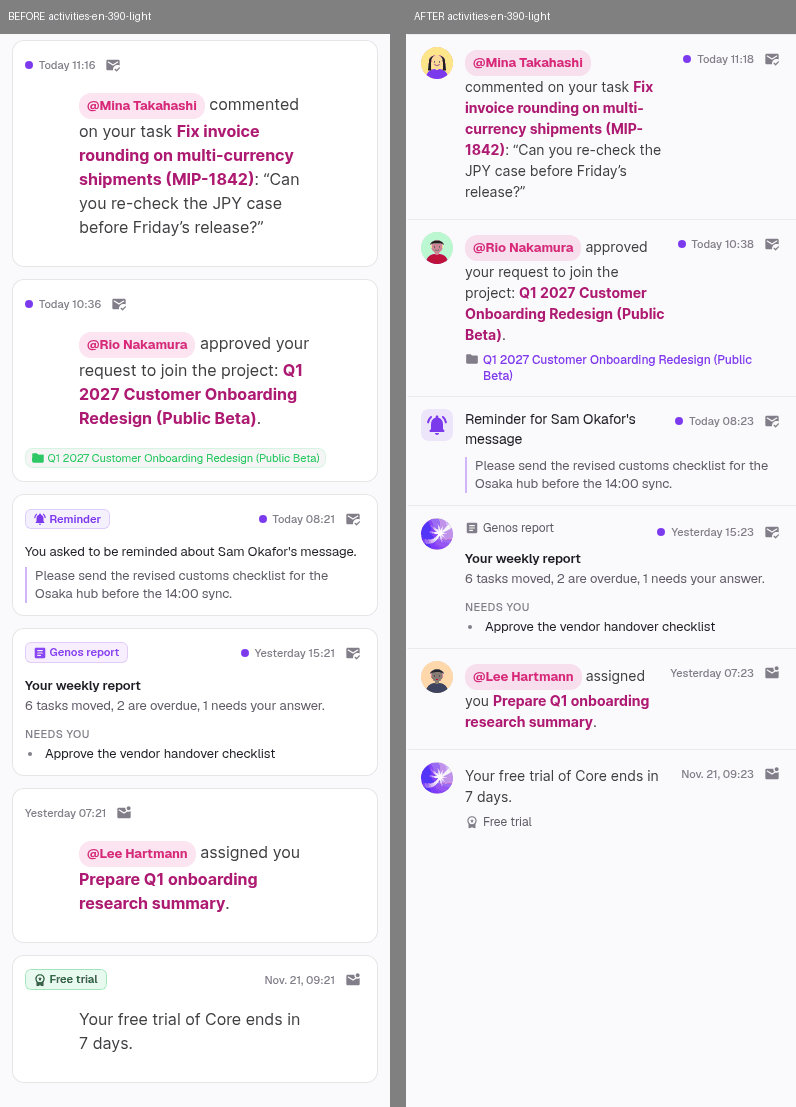 BEFORE activities-en-390-light
Today 11:16
@Mina Takahashi commented
on your task Fix invoice
rounding on multi-currency
shipments (MIP-1842): “Can
you re-check the JPY case
before Friday’s release?”
Today 10:36
@Rio Nakamura approved your
request to join the project: Q1
2027 Customer Onboarding
Redesign (Public Beta).
Q1 2027 Customer Onboarding Redesign (Public Beta)
Reminder
Today 08:21
You asked to be reminded about Sam Okafor's message.
Please send the revised customs checklist for the
Osaka hub before the 14:00 sync.
Genos report
Yesterday 15:21
Your weekly report
6 tasks moved, 2 are overdue, 1 needs your answer.
NEEDS YOU
• Approve the vendor handover checklist
Yesterday 07:21
@Lee Hartmann assigned you
Prepare Q1 onboarding
research summary.
Free trial
Nov. 21, 09:21
Your free trial of Core ends in
7 days.
AFTER activities-en-390-light
@Mina Takahashi
Today 11:18
commented on your task Fix
invoice rounding on multi-
currency shipments (MIP-
1842): “Can you re-check the
JPY case before Friday’s
release?”
@Rio Nakamura approved
Today 10:38
your request to join the
project: Q1 2027 Customer
Onboarding Redesign (Public
Beta).
Q1 2027 Customer Onboarding Redesign (Public
Beta)
Reminder for Sam Okafor's
message
Today 08:23
Please send the revised customs checklist for the
Osaka hub before the 14:00 sync.
Genos report
Yesterday 15:23
Your weekly report
6 tasks moved, 2 are overdue, 1 needs your answer.
NEEDS YOU
• Approve the vendor handover checklist
@Lee Hartmann assigned
Yesterday 07:23
you Prepare Q1 onboarding
research summary.
Your free trial of Core ends in
7 days.
Nov. 21, 09:23
Free trial